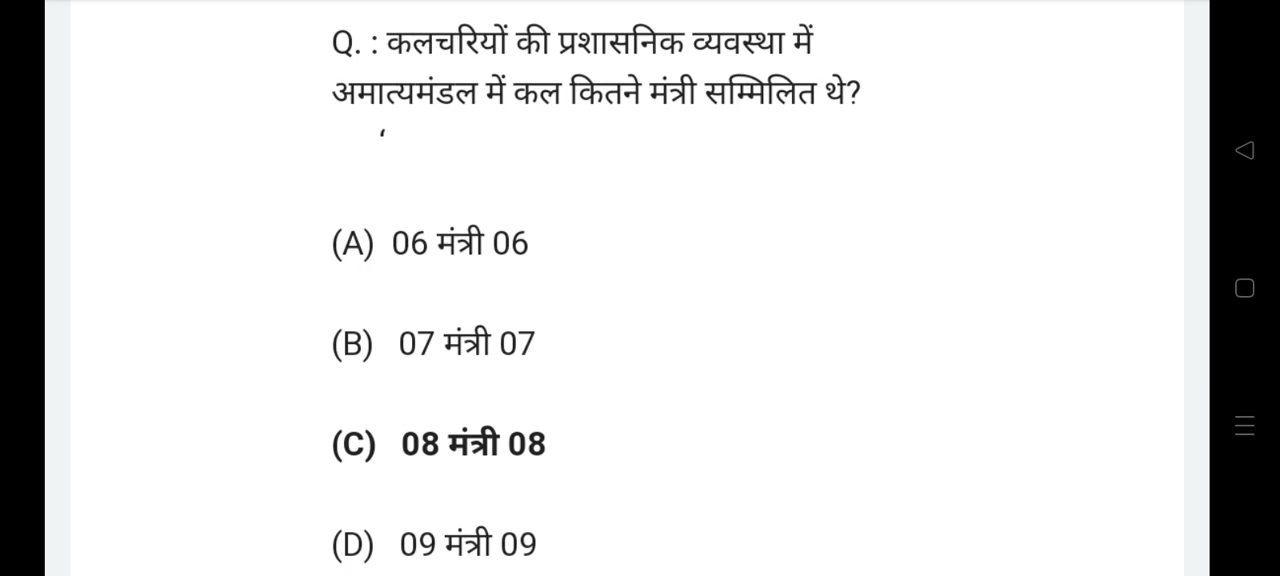 Q. : कलचरियों की प्रशासनिक व्यवस्था में
अमात्यमंडल में कल कितने मंत्री सम्मिलित थे?
‘
(A) 06 मंत्री 06
(B) 07 मंत्री 07
(C) 08 मंत्री 08
(D) 09 मंत्री 09